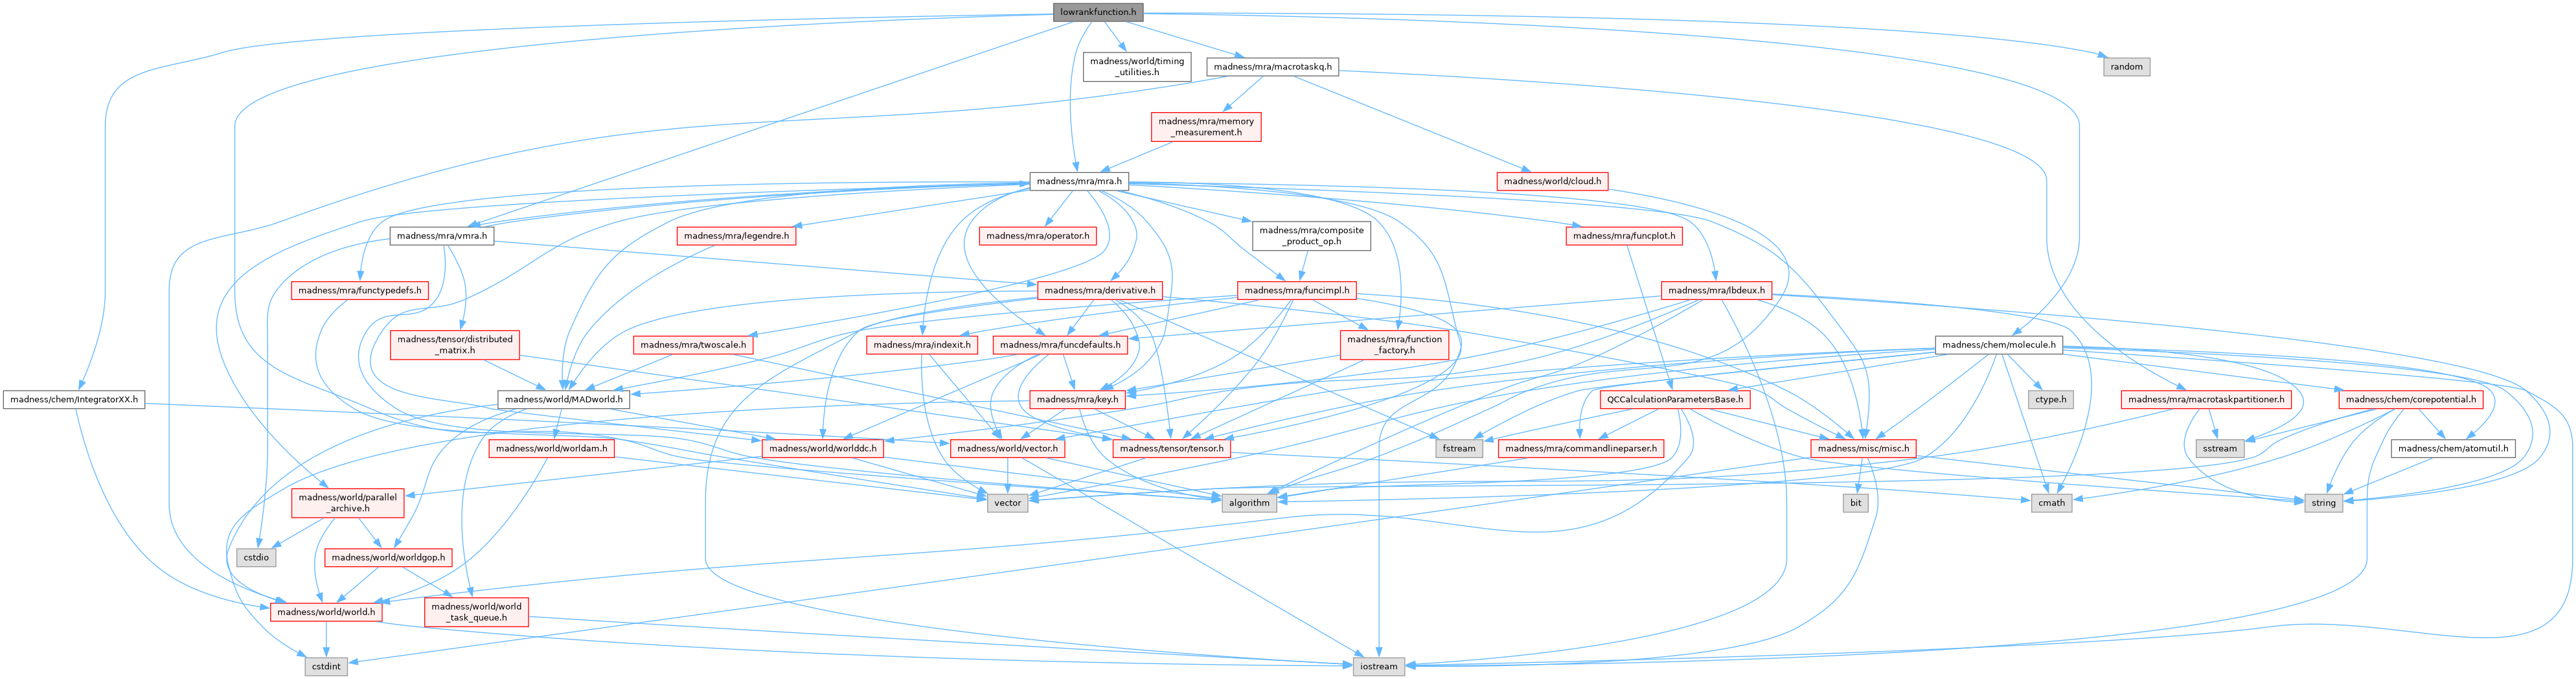 lowrankfunction.h
madness/world/timing
_utilities.h
madness/mra/macrotaskq.h
random
madness/mra/memory
_measurement.h
madness/mra/mra.h
madness/world/cloud.h
madness/mra/vmra.h
madness/mra/legendre.h
madness/mra/operator.h
madness/mra/composite
_product_op.h
madness/mra/funcplot.h
madness/mra/functypedefs.h
madness/mra/derivative.h
madness/mra/funcimpl.h
madness/mra/lbdeux.h
madness/tensor/distributed
_matrix.h
madness/mra/twoscale.h
madness/mra/indexit.h
madness/mra/funcdefaults.h
madness/mra/function
_factory.h
madness/chem/molecule.h
madness/chem/IntegratorXX.h
madness/world/MADworld.h
madness/mra/key.h
QCCalculationParametersBase.h
ctype.h
madness/mra/macrotaskpartitioner.h
madness/chem/corepotential.h
madness/world/worldam.h
madness/world/worlddc.h
madness/world/vector.h
madness/tensor/tensor.h
fstream
madness/mra/commandlineparser.h
madness/misc/misc.h
sstream
madness/chem/atomutil.h
madness/world/parallel
_archive.h
vector
algorithm
bit
cmath
string
cstdio
madness/world/worldgop.h
madness/world/world.h
madness/world/world
_task_queue.h
cstdint
iostream